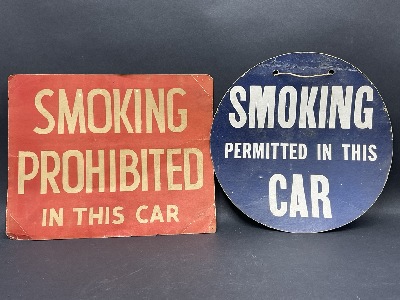 SMOKING
PROHIBITED
IN THIS CAR
SMOKING
PERMITTED IN THIS
CAR